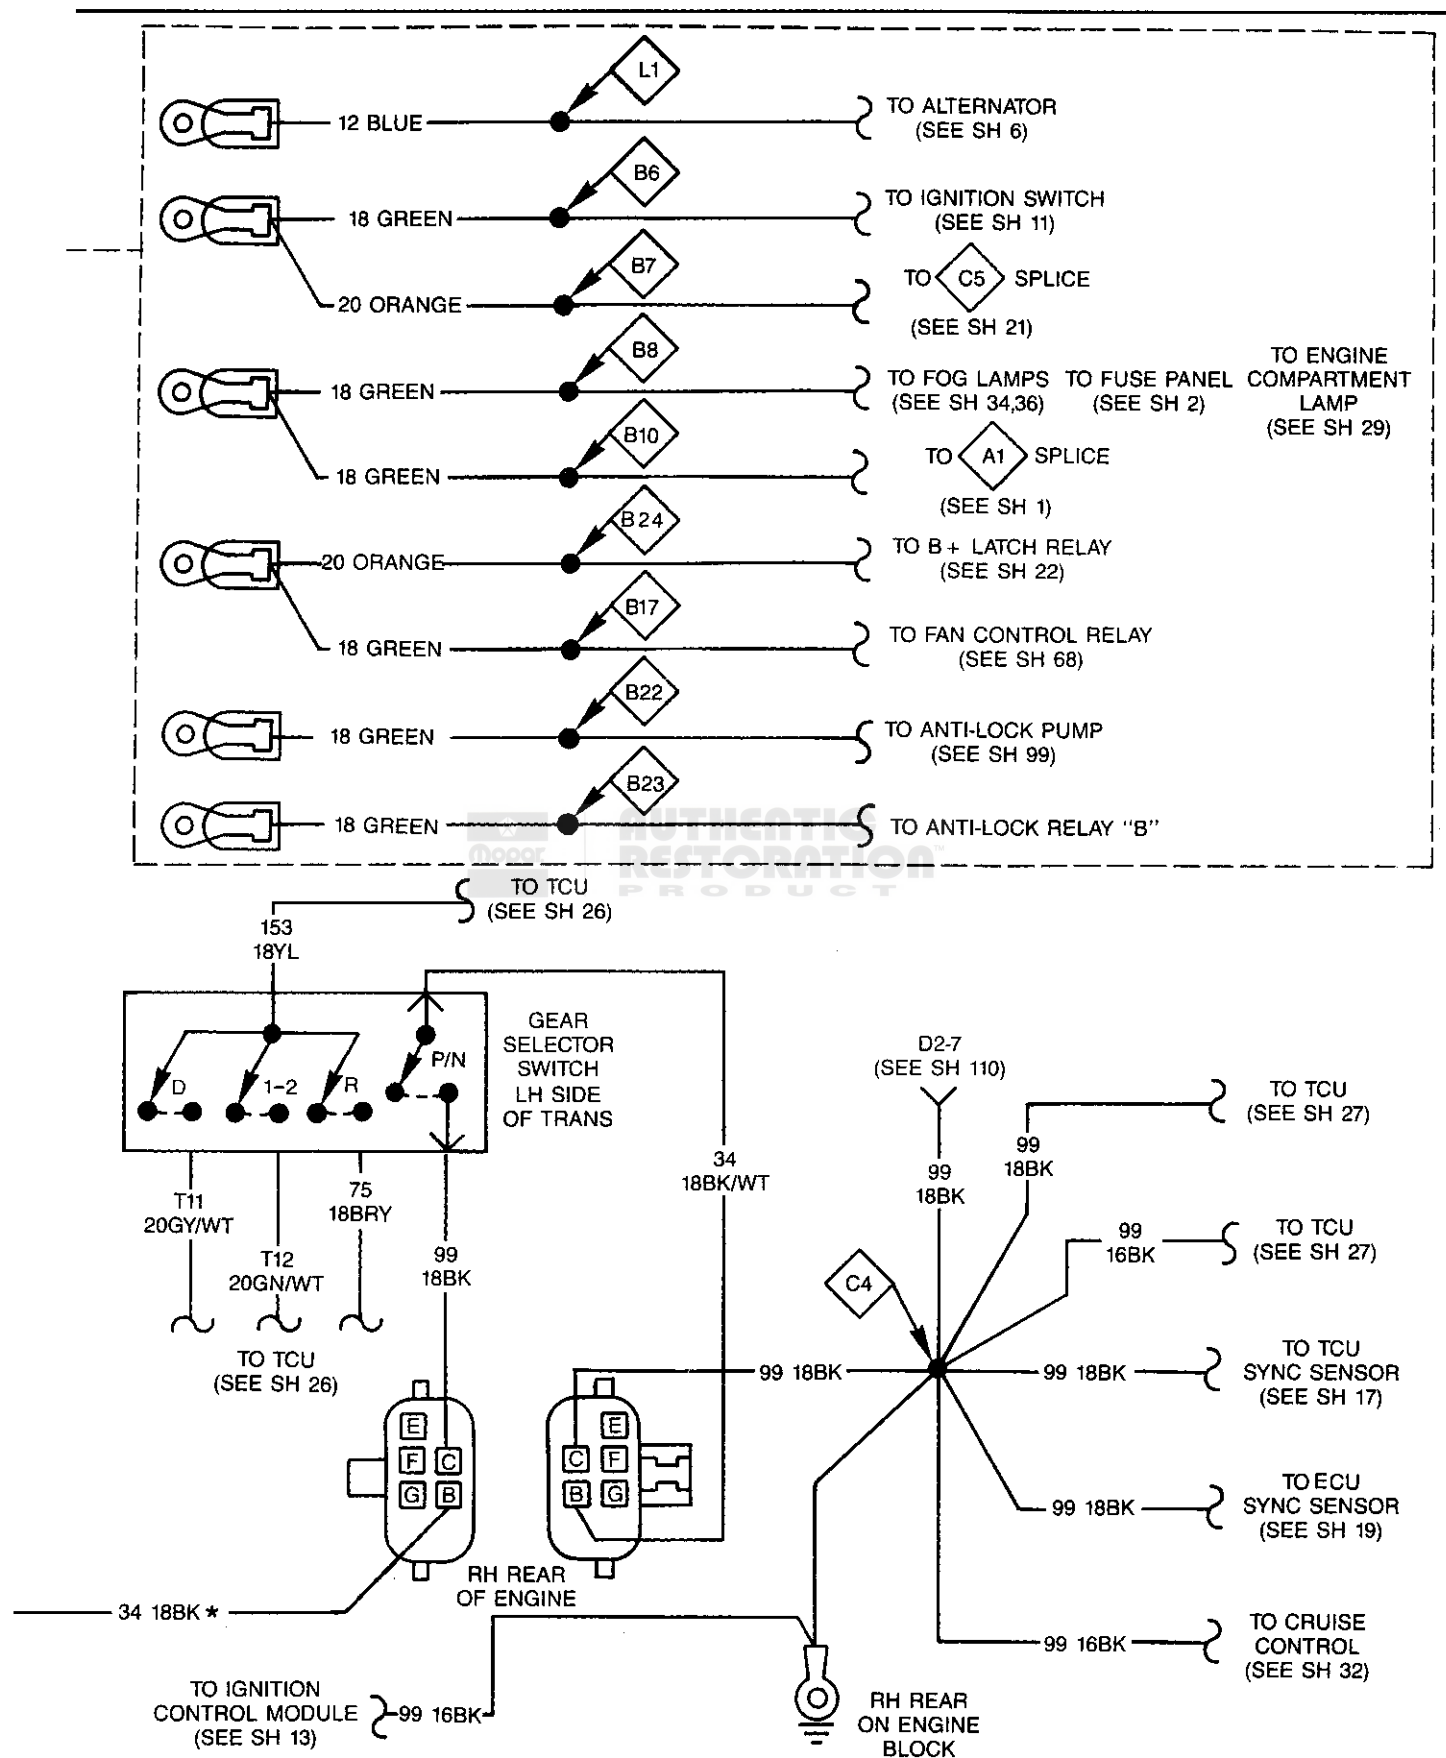 L1
12 BLUE
TO ALTERNATOR
(SEE SH 6)
B6
18 GREEN
TO IGNITION SWITCH
(SEE SH 11)
B7
20 ORANGE
TO C5 SPLICE
(SEE SH 21)
B8
18 GREEN
TO FOG LAMPS
(SEE SH 34,36)
TO FUSE PANEL
(SEE SH 2)
TO ENGINE
COMPARTMENT
LAMP
(SEE SH 29)
B10
18 GREEN
TO A1 SPLICE
(SEE SH 1)
B24
20 ORANGE
TO B+ LATCH RELAY
(SEE SH 22)
B17
18 GREEN
TO FAN CONTROL RELAY
(SEE SH 68)
B22
18 GREEN
TO ANTI-LOCK PUMP
(SEE SH 99)
B23
18 GREEN
TO ANTI-LOCK RELAY "B"
Mopar
AUTHENTIC
RESTORATION™
PRODUCT
TO TCU
(SEE SH 26)
153
18YL
D
1-2
R
P/N
GEAR
SELECTOR
SWITCH
LH SIDE
OF TRANS
34
18BK/WT
T11
20GY/WT
T12
20GN/WT
75
18BRY
99
18BK
TO TCU
(SEE SH 26)
D2-7
(SEE SH 110)
99
18BK
99
18BK
TO TCU
(SEE SH 27)
99
16BK
TO TCU
(SEE SH 27)
C4
99 18BK
99 18BK
TO TCU
SYNC SENSOR
(SEE SH 17)
E
F C
G B
E
C F
B G
99 18BK
TO ECU
SYNC SENSOR
(SEE SH 19)
RH REAR
OF ENGINE
34 18BK *
99 16BK
TO CRUISE
CONTROL
(SEE SH 32)
TO IGNITION
CONTROL MODULE
(SEE SH 13)
99 16BK
RH REAR
ON ENGINE
BLOCK